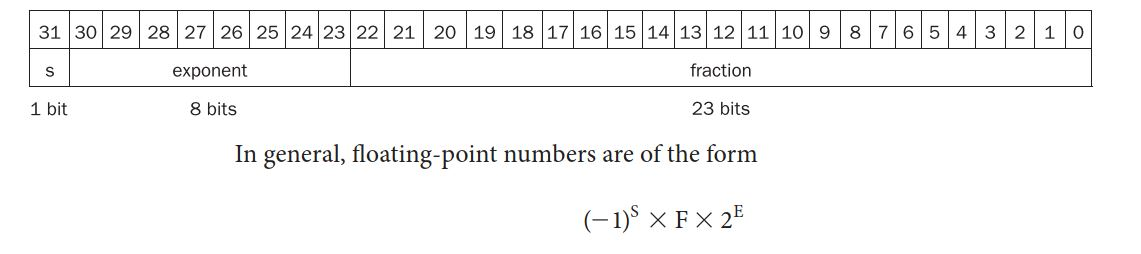 31 30 29 28 27 26 25 24 23 22 21 20 19 18 17 16 15 14 13 12 11 10 9 8 7 6 5 4 3 2 1 0
s exponent fraction
1 bit 8 bits 23 bits
In general, floating-point numbers are of the form
(−1)^S × F × 2^E